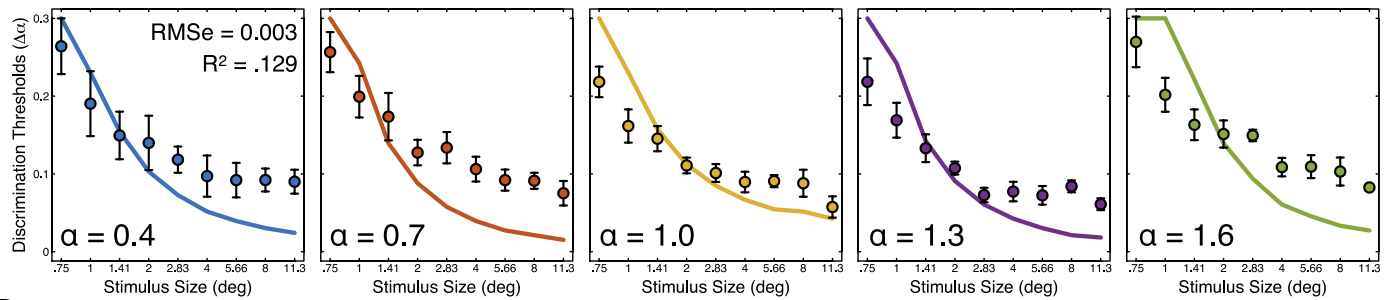 Discrimination Thresholds (Δα)
0.3
0,2
0.1
0
RMSe = 0.003
R² = .129
α = 0.4
α = 0.7
α = 1.0
α = 1.3
α = 1.6
.75 1 1.41 2 2.83 4 5.66 8 11.3
.75 1 1.41 2 2.83 4 5.66 8 11.3
.75 1 1.41 2 2.83 4 5.66 8 11.3
.75 1 1.41 2 2.83 4 5.66 8 11.3
.75 1 1.41 2 2.83 4 5.66 8 11.3
Stimulus Size (deg)
Stimulus Size (deg)
Stimulus Size (deg)
Stimulus Size (deg)
Stimulus Size (deg)